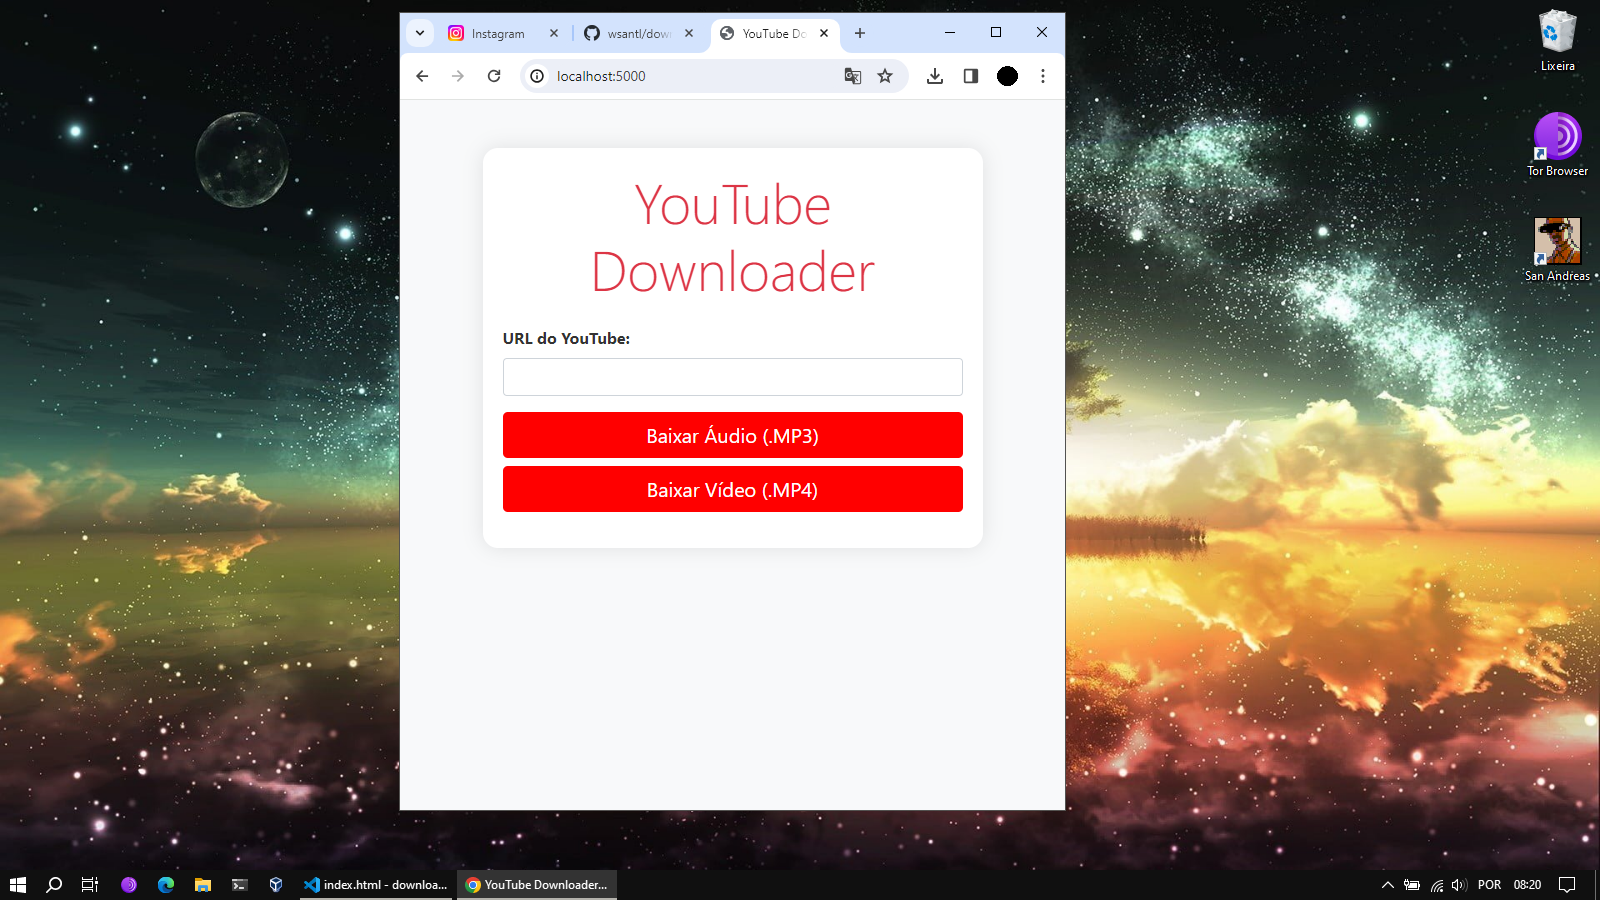 Instagram
wsantl/dow
YouTube Do
localhost:5000
YouTube
Downloader
URL do YouTube:
Baixar Áudio (.MP3)
Baixar Vídeo (.MP4)
Lixeira
Tor Browser
San Andreas •
index.html - downloa...
YouTube Downloader...
POR
08:20